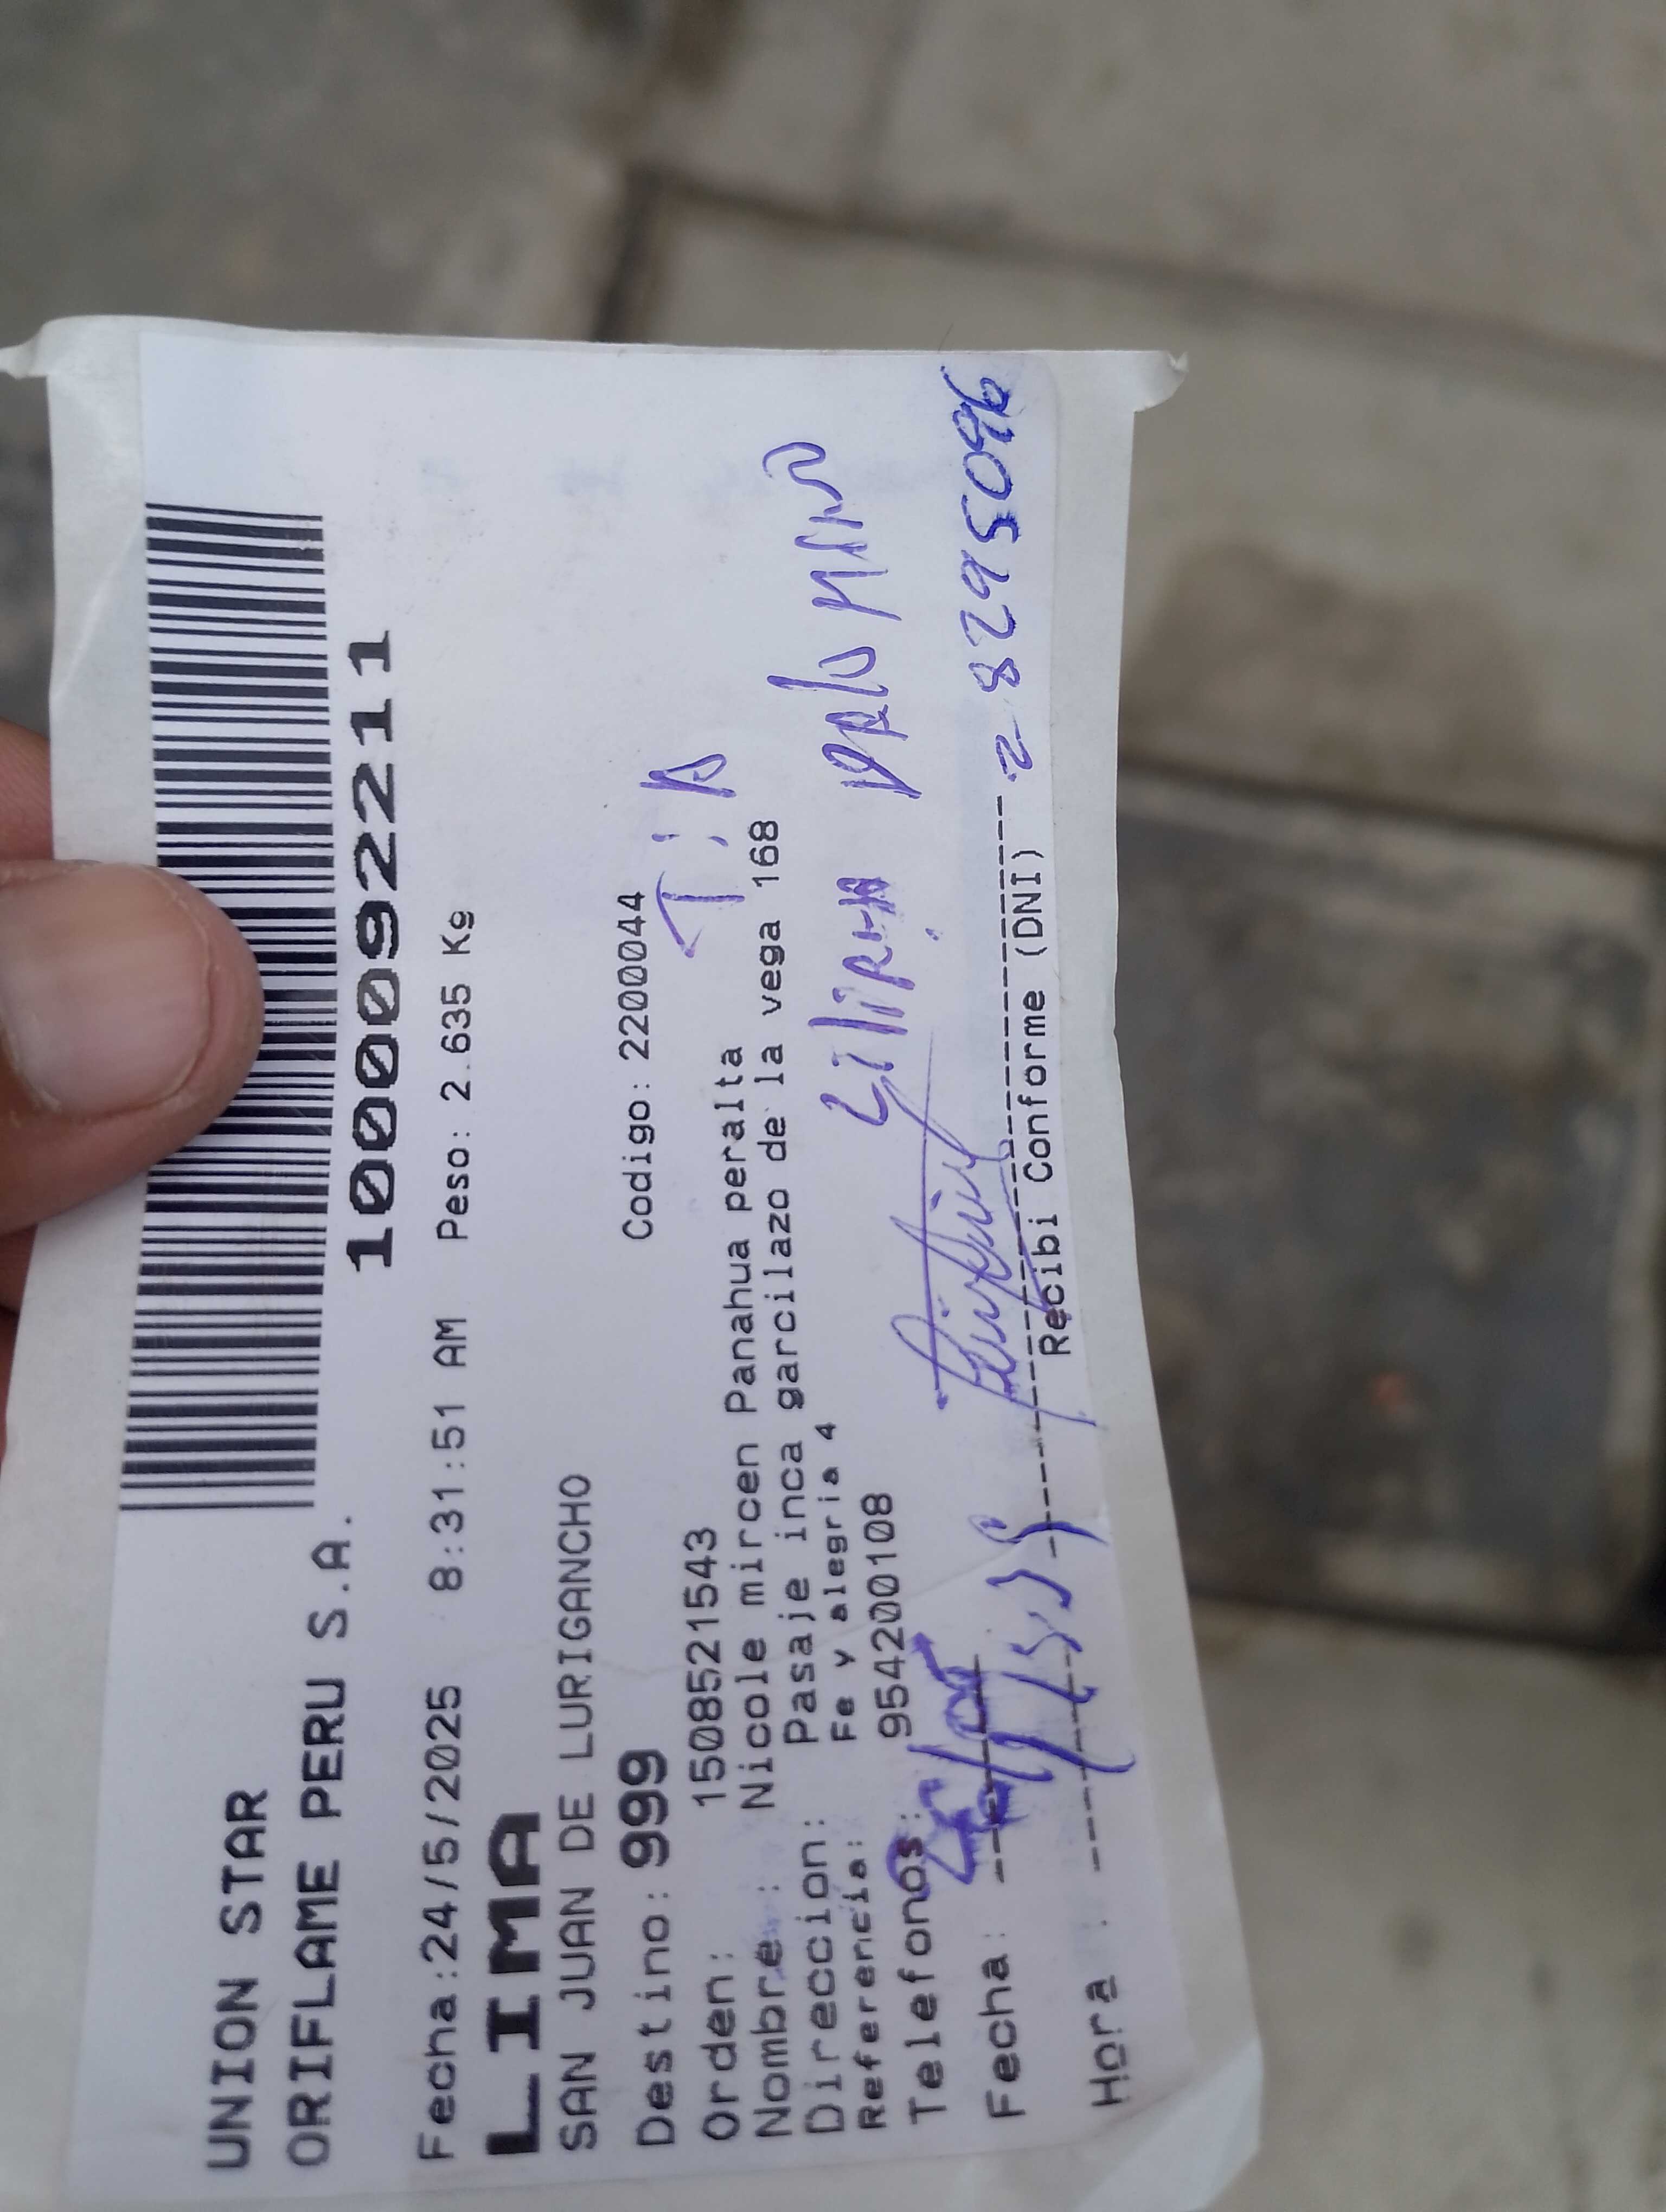 UNION STAR
ORIFLAME PERU S.A.
1000092211
Fecha:24/5/2025 8:31:51 AM Peso: 2.635 Kg
LIMA
SAN JUAN DE LURIGANCHO
Destino: 999 Codigo: 2200044
T:A
Orden: 1508521543
Nombre: Nicole mircen Panahua peralta
Direccion: Pasaje inca garcilazo de la vega 168
Referencia: Fe y alegria 4
Telefonos: 954200108
Fecha:
Hora:
Recibi Conforme (DNI)